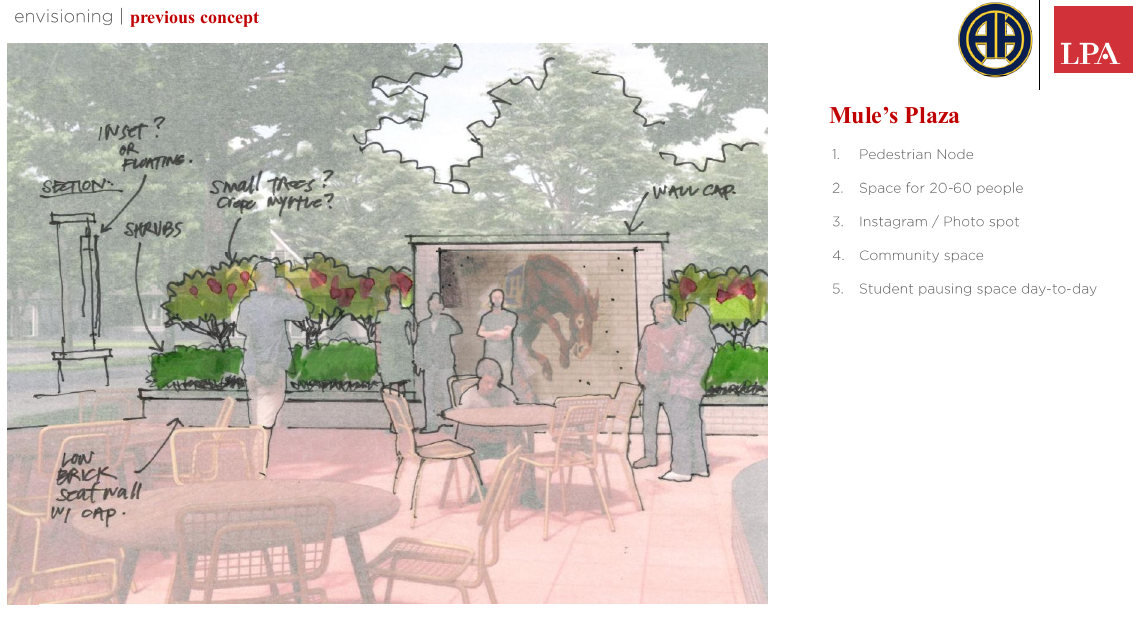 envisioning | previous concept
AA
LPA
Mule's Plaza
1. Pedestrian Node
2. Space for 20-60 people
3. Instagram / Photo spot
4. Community space
5. Student pausing space day-to-day
INSET?
OR
FLOATING.
SECTION:
SHRUBS
Small TREES?
Crepe myrtle?
WALL CAP.
LOW
BRICK
Seat wall
W/ CAP.